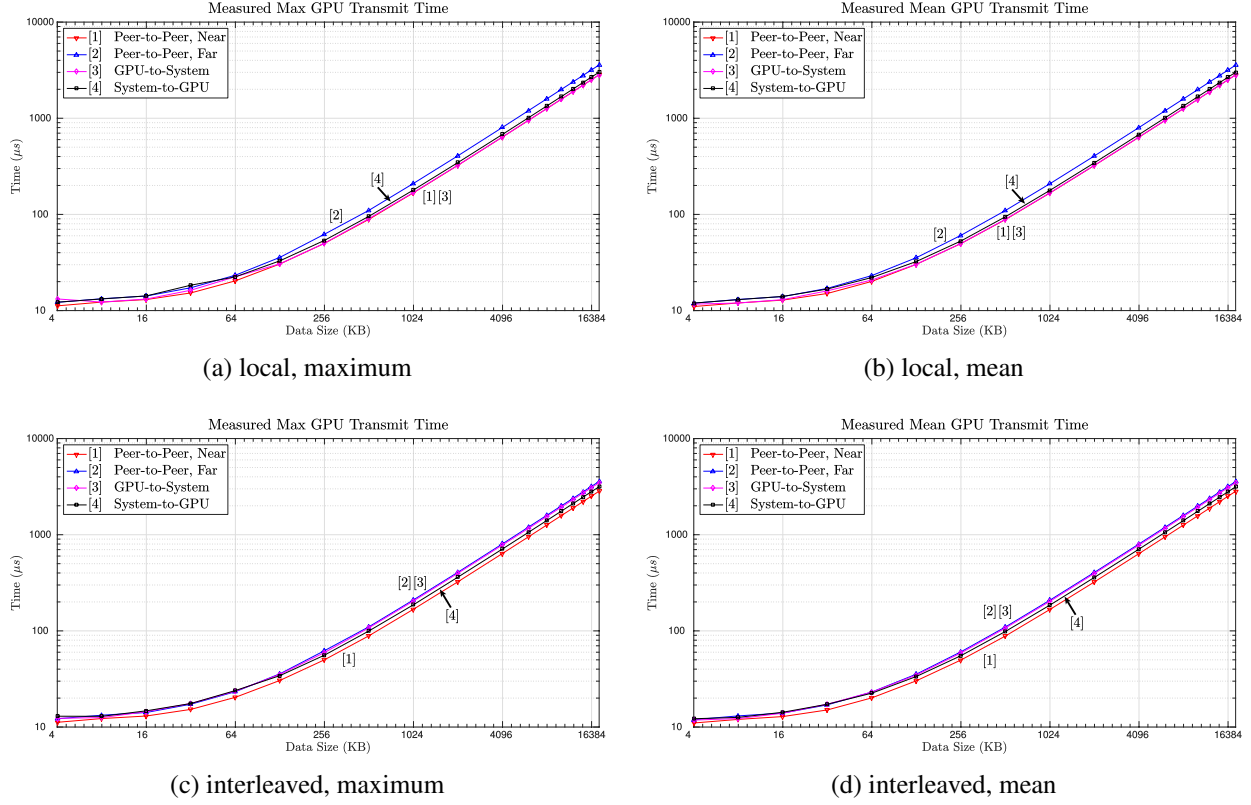 Measured Max GPU Transmit Time
10000
1000
100
10
Time (μs)
[1] Peer-to-Peer, Near
[2] Peer-to-Peer, Far
[3] GPU-to-System
[4] System-to-GPU
[4]
[1][3]
[2]
4 16 64 256 1024 4096 16384
Data Size (KB)
(a) local, maximum
Measured Mean GPU Transmit Time
10000
1000
100
10
Time (μs)
[1] Peer-to-Peer, Near
[2] Peer-to-Peer, Far
[3] GPU-to-System
[4] System-to-GPU
[4]
[2]
[1][3]
4 16 64 256 1024 4096 16384
Data Size (KB)
(b) local, mean
Measured Max GPU Transmit Time
10000
1000
100
10
Time (μs)
[1] Peer-to-Peer, Near
[2] Peer-to-Peer, Far
[3] GPU-to-System
[4] System-to-GPU
[2][3]
[4]
[1]
4 16 64 256 1024 4096 16384
Data Size (KB)
(c) interleaved, maximum
Measured Mean GPU Transmit Time
10000
1000
100
10
Time (μs)
[1] Peer-to-Peer, Near
[2] Peer-to-Peer, Far
[3] GPU-to-System
[4] System-to-GPU
[2][3]
[4]
[1]
4 16 64 256 1024 4096 16384
Data Size (KB)
(d) interleaved, mean